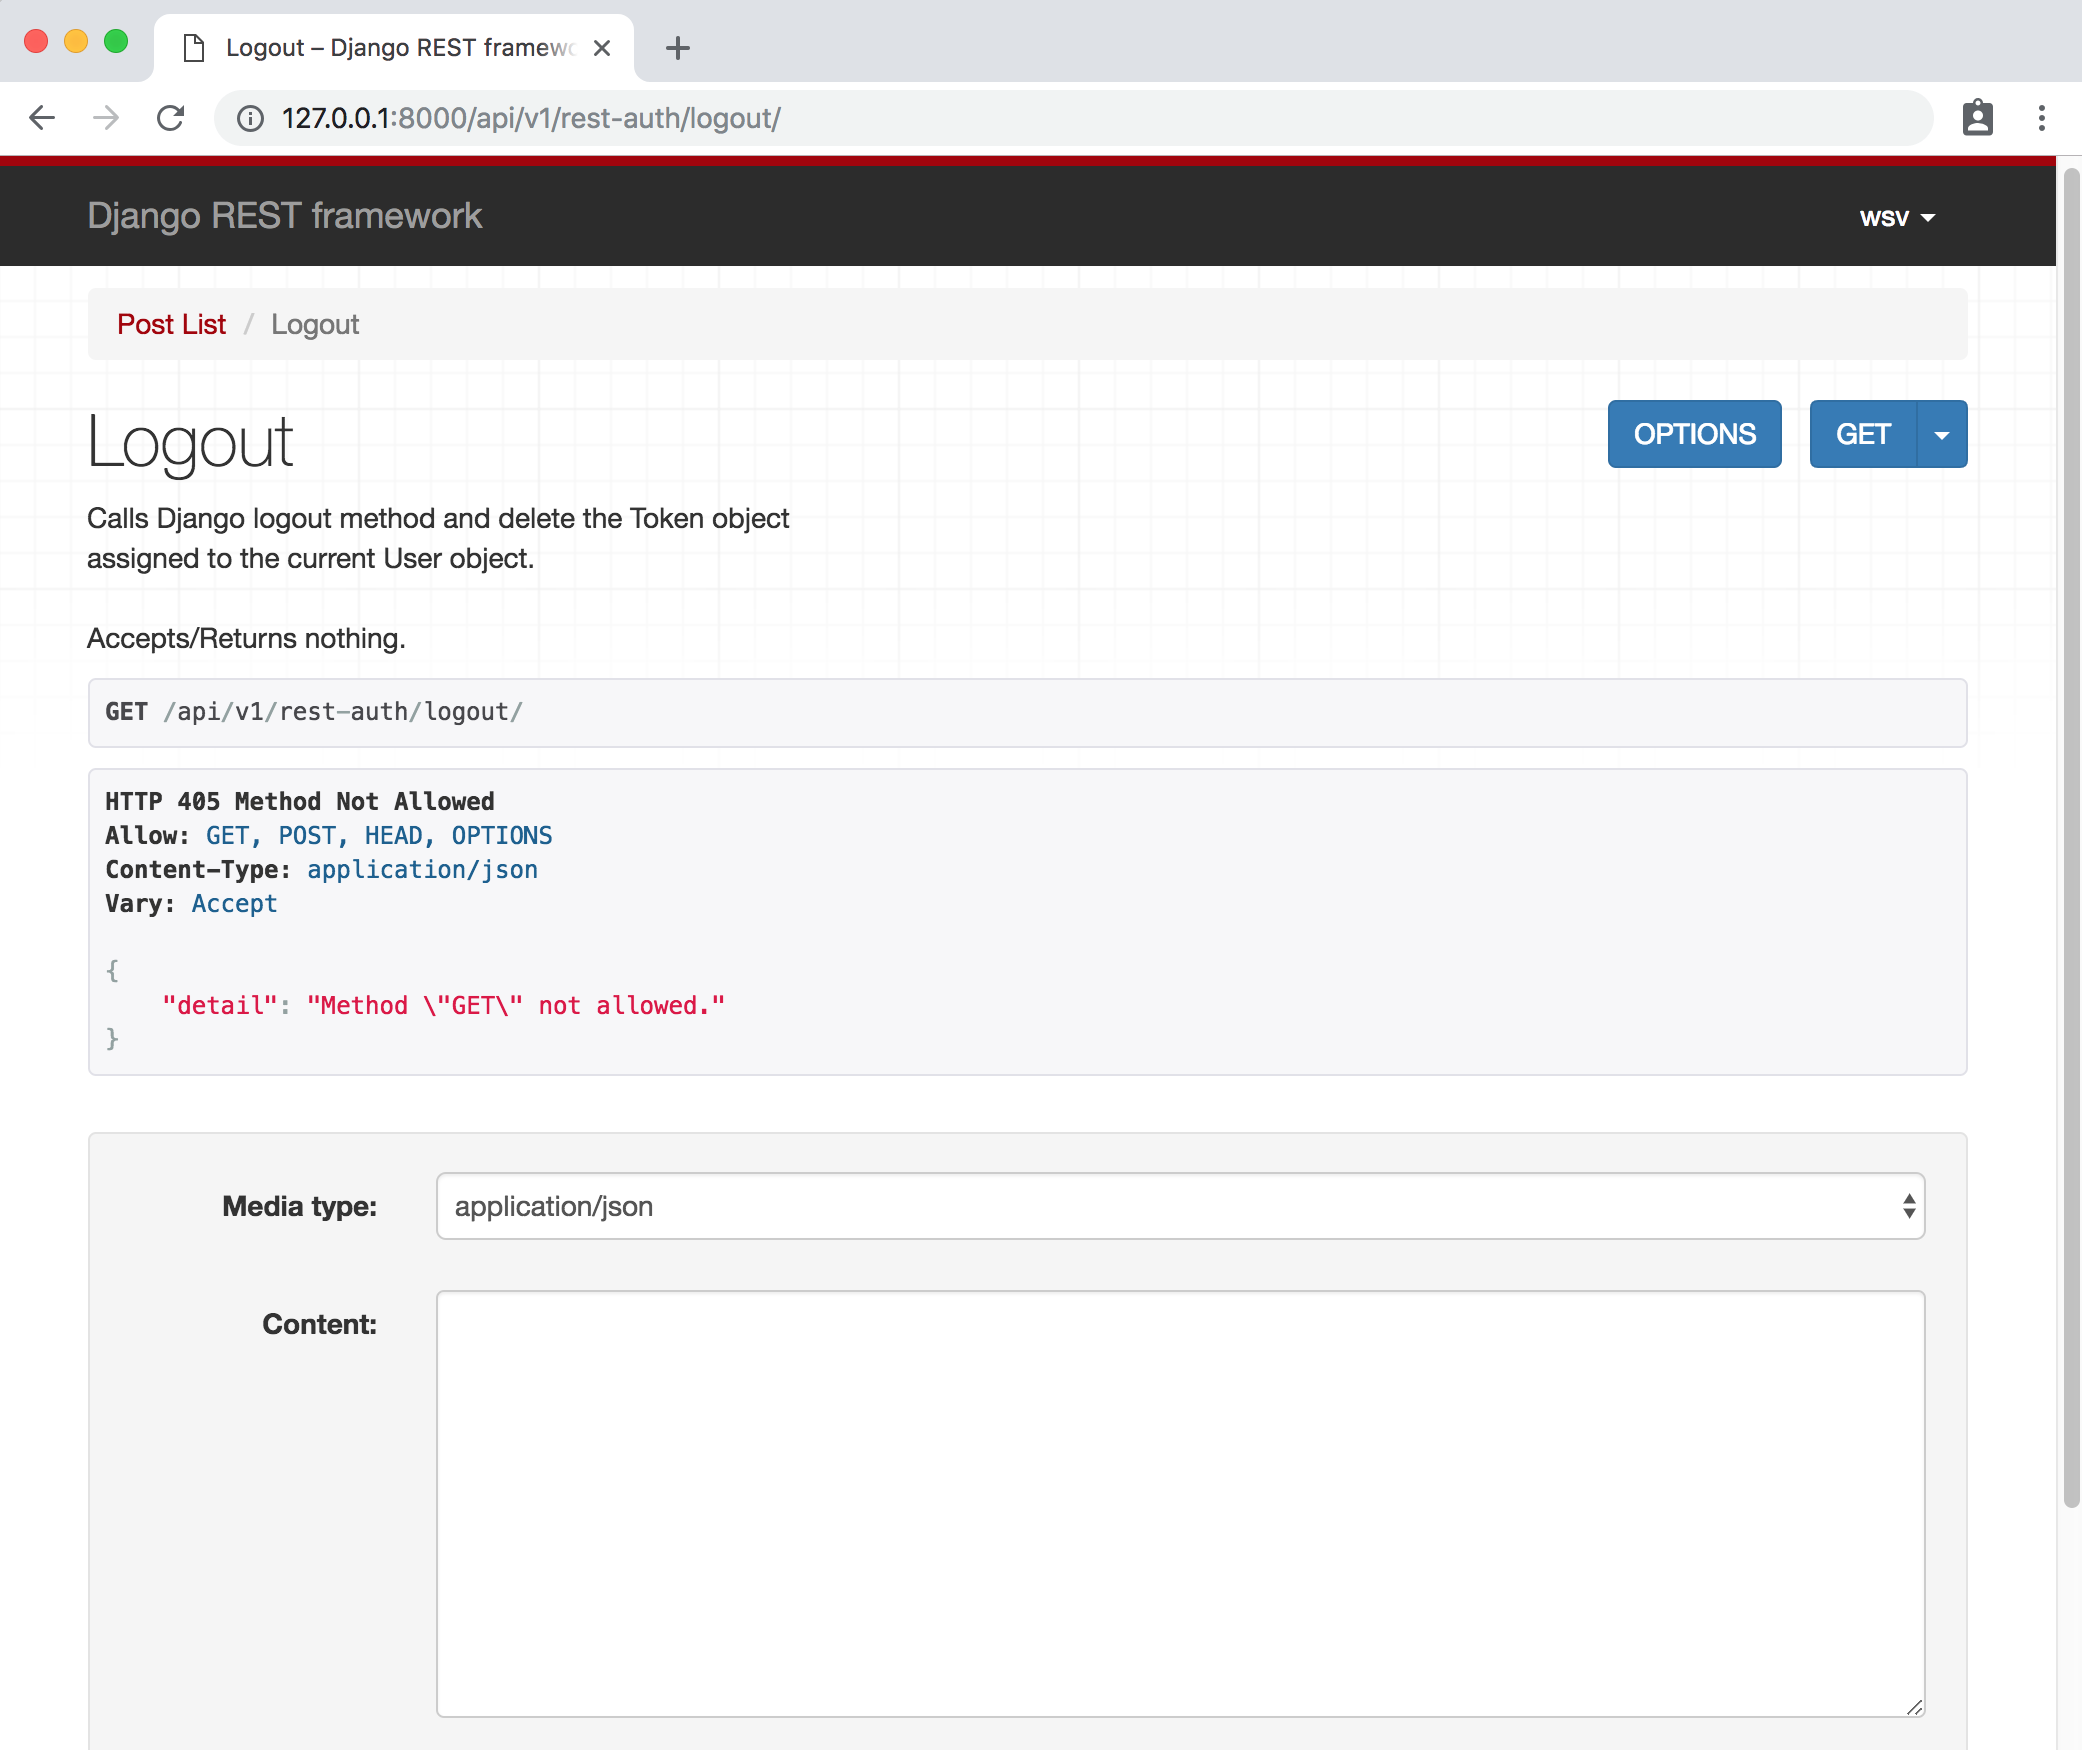 Logout – Django REST framew
127.0.0.1:8000/api/v1/rest-auth/logout/
Django REST framework
wsv
Post List / Logout
Logout
OPTIONS
GET
Calls Django logout method and delete the Token object
assigned to the current User object.
Accepts/Returns nothing.
GET /api/v1/rest-auth/logout/
HTTP 405 Method Not Allowed
Allow: GET, POST, HEAD, OPTIONS
Content-Type: application/json
Vary: Accept
{
"detail": "Method \"GET\" not allowed."
}
Media type:
application/json
Content: